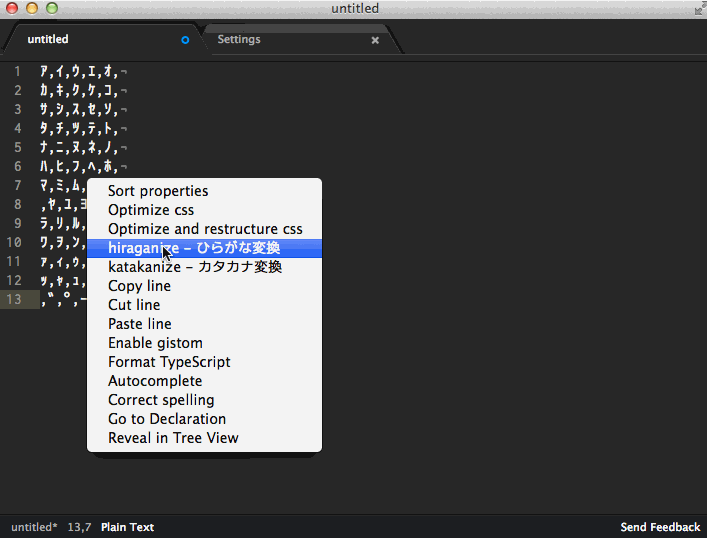 untitled
untitled
Settings
1 ｱ,ｲ,ｳ,ｴ,ｵ,¬
2 ｶ,ｷ,ｸ,ｹ,ｺ,¬
3 ｻ,ｼ,ｽ,ｾ,ｿ,¬
4 ﾀ,ﾁ,ﾂ,ﾃ,ﾄ,¬
5 ﾅ,ﾆ,ﾇ,ﾈ,ﾉ,¬
6 ﾊ,ﾋ,ﾌ,ﾍ,ﾎ,¬
7 ﾏ,ﾐ,ﾑ,
8 ,ﾔ,ﾕ,ﾖ
9 ﾗ,ﾘ,ﾙ,
10 ﾜ,ｦ,ﾝ,
11 ｧ,ｨ,ｩ,
12 ｯ,ｬ,ｭ,
13 ,ﾞ,ﾟ,ｰ
Sort properties
Optimize css
Optimize and restructure css
hiraganize - ひらがな変換
katakanize - カタカナ変換
Copy line
Cut line
Paste line
Enable gistom
Format TypeScript
Autocomplete
Correct spelling
Go to Declaration
Reveal in Tree View
untitled* 13,7 Plain Text
Send Feedback